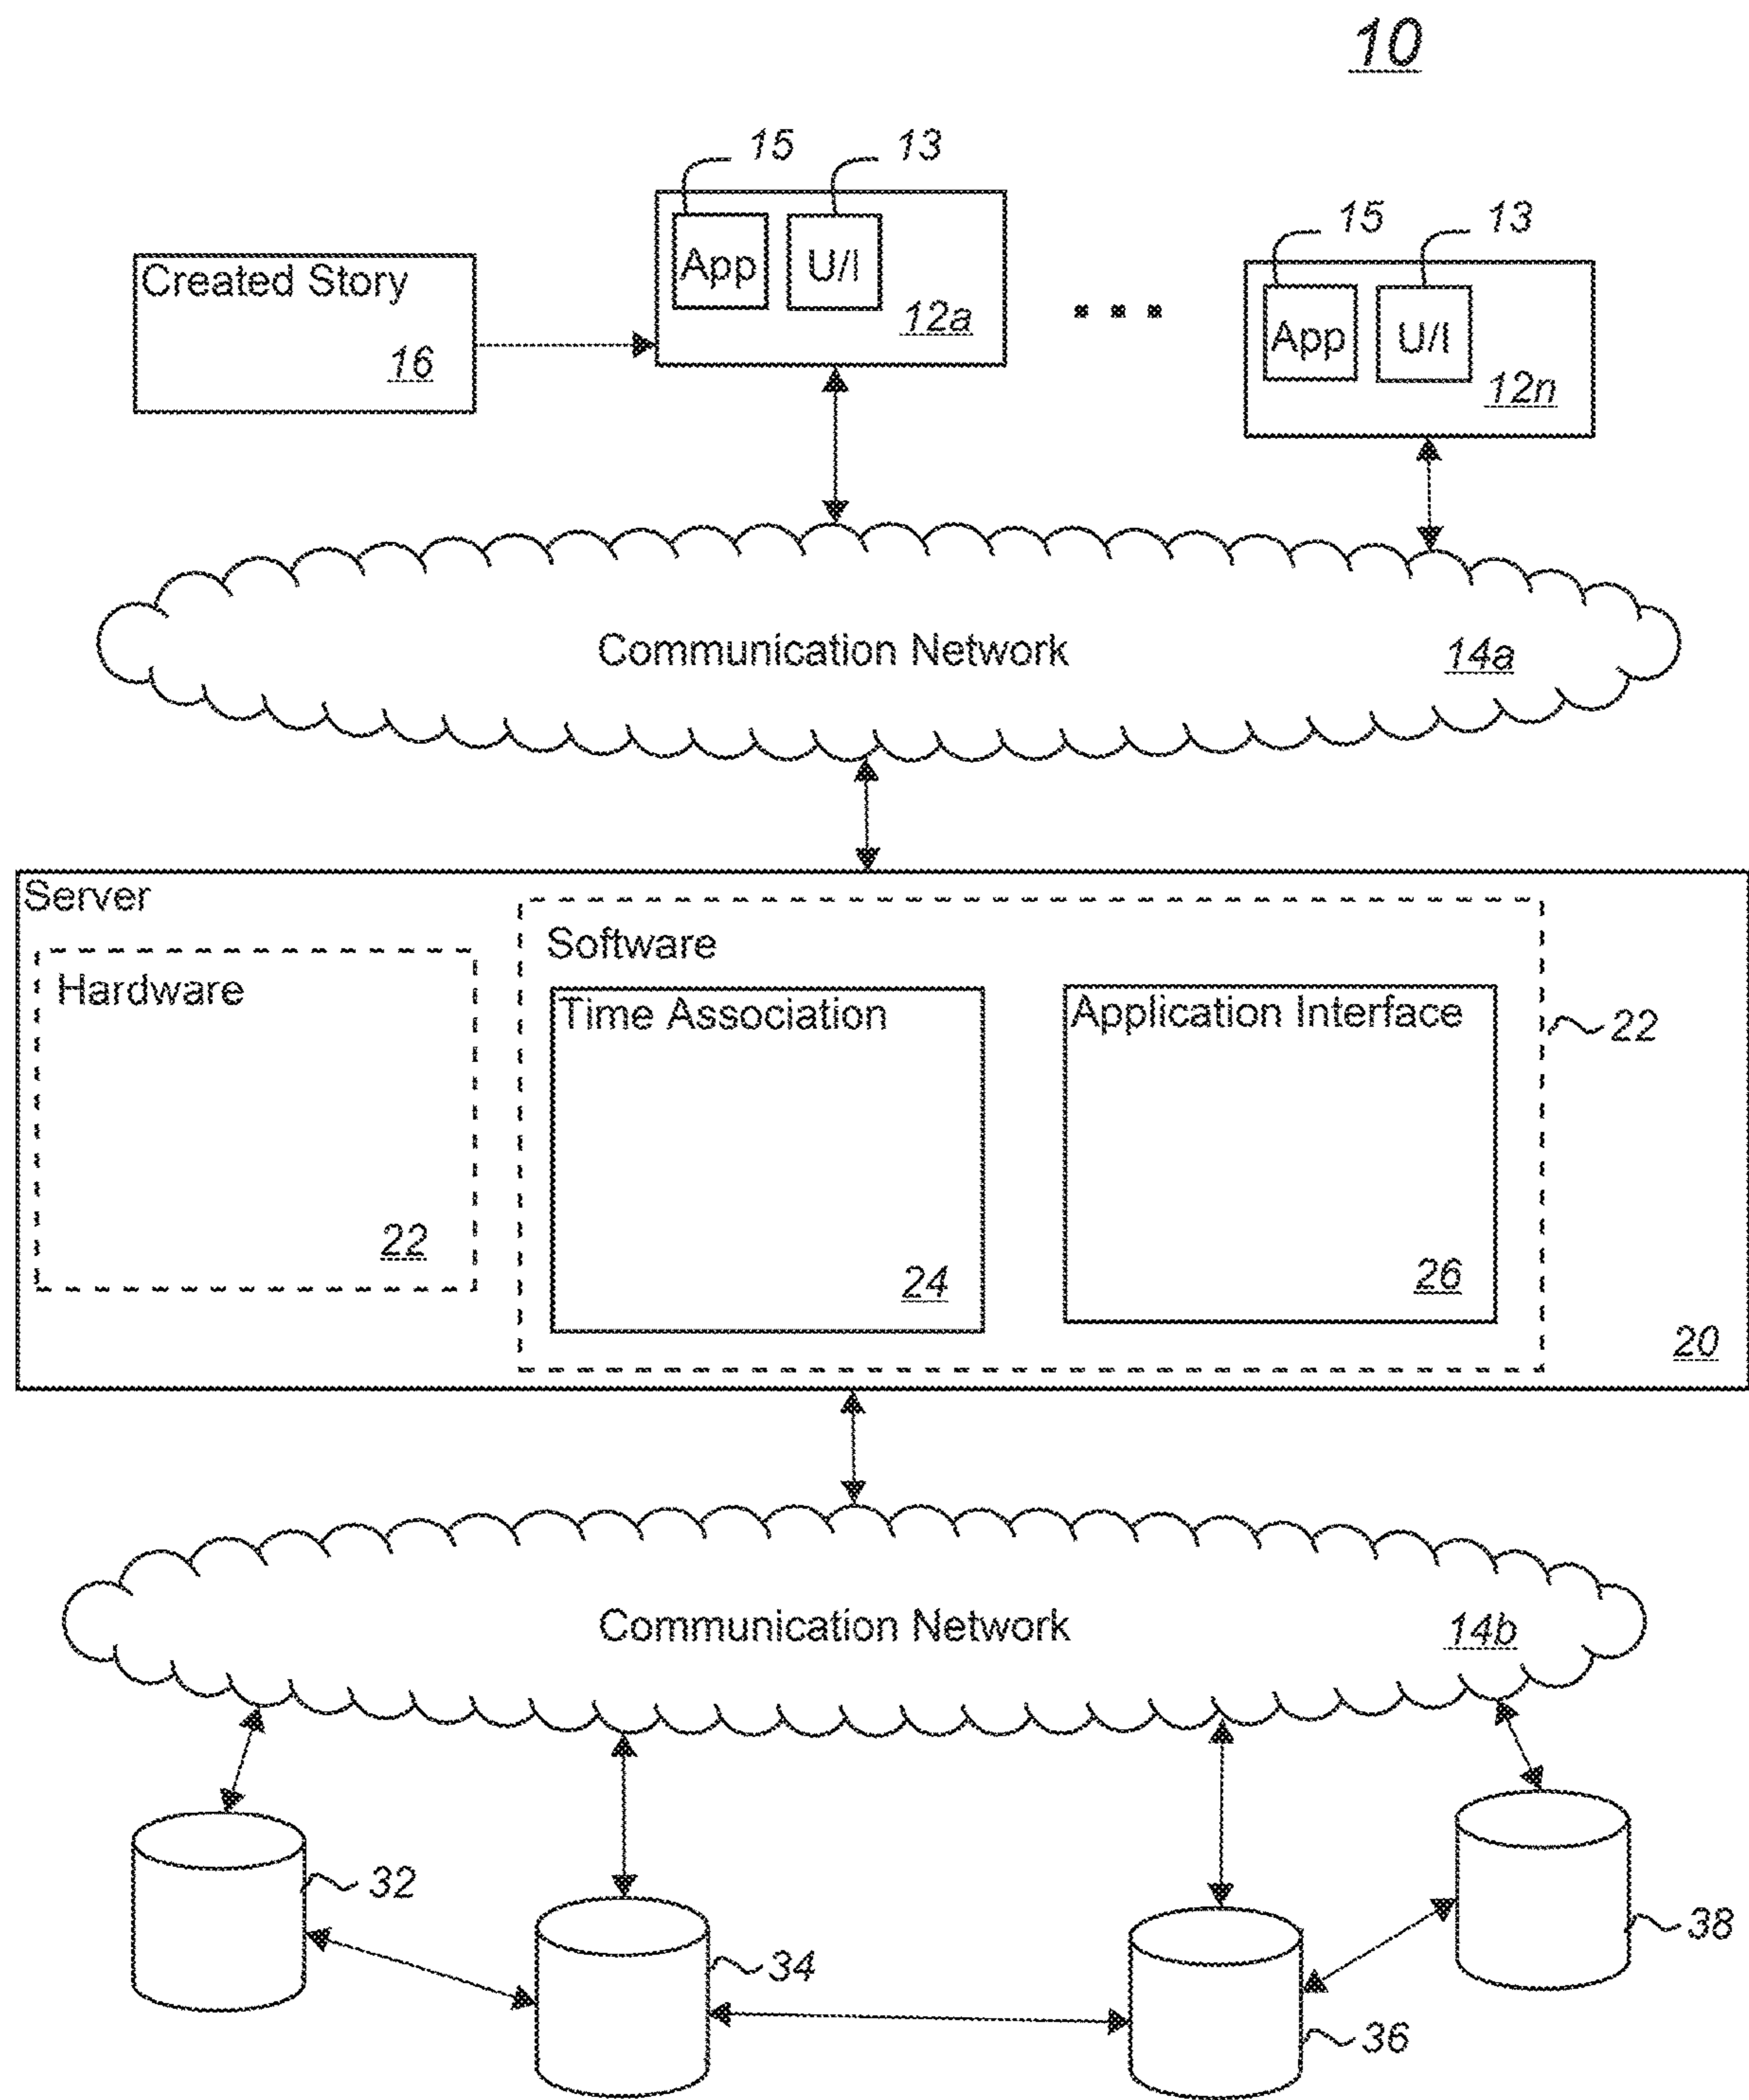 10
15 13
15 13
Created Story
16
App U/I
12a
...
App U/I
12n
Communication Network 14a
Server
Hardware
22
Software
Time Association
24
Application Interface
26
22
20
Communication Network 14b
32
34
36
38